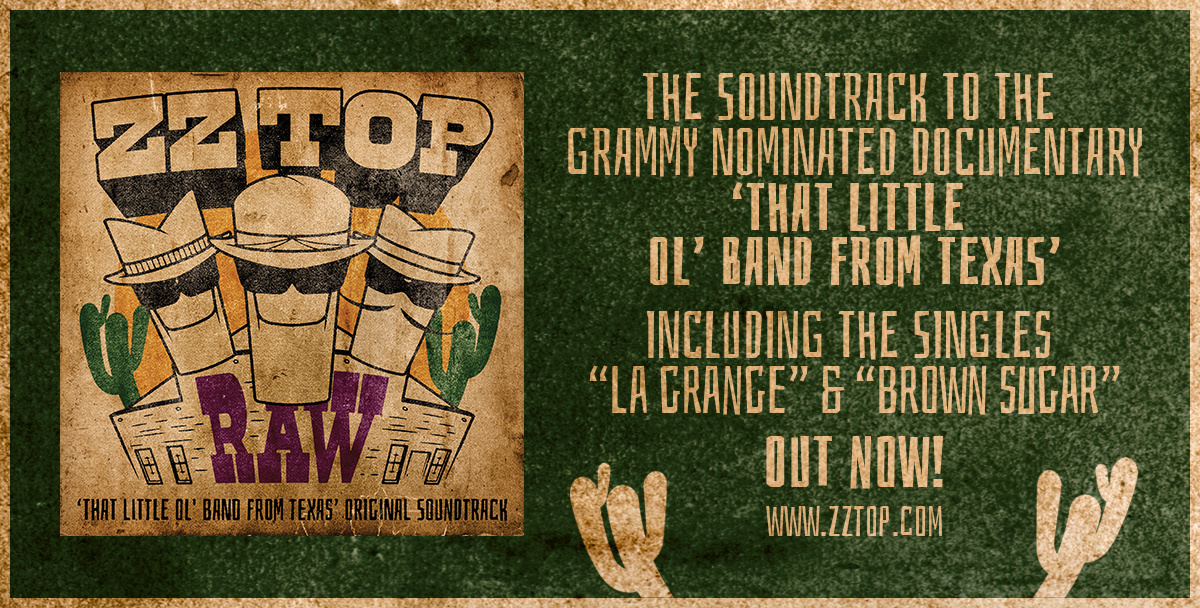 ZZ TOP
RAW
'THAT LITTLE OL' BAND FROM TEXAS' ORIGINAL SOUNDTRACK
THE SOUNDTRACK TO THE
GRAMMY NOMINATED DOCUMENTARY
‘THAT LITTLE
OL’ BAND FROM TEXAS’
INCLUDING THE SINGLES
“LA GRANGE” & “BROWN SUGAR”
OUT NOW!
WWW.ZZTOP.COM